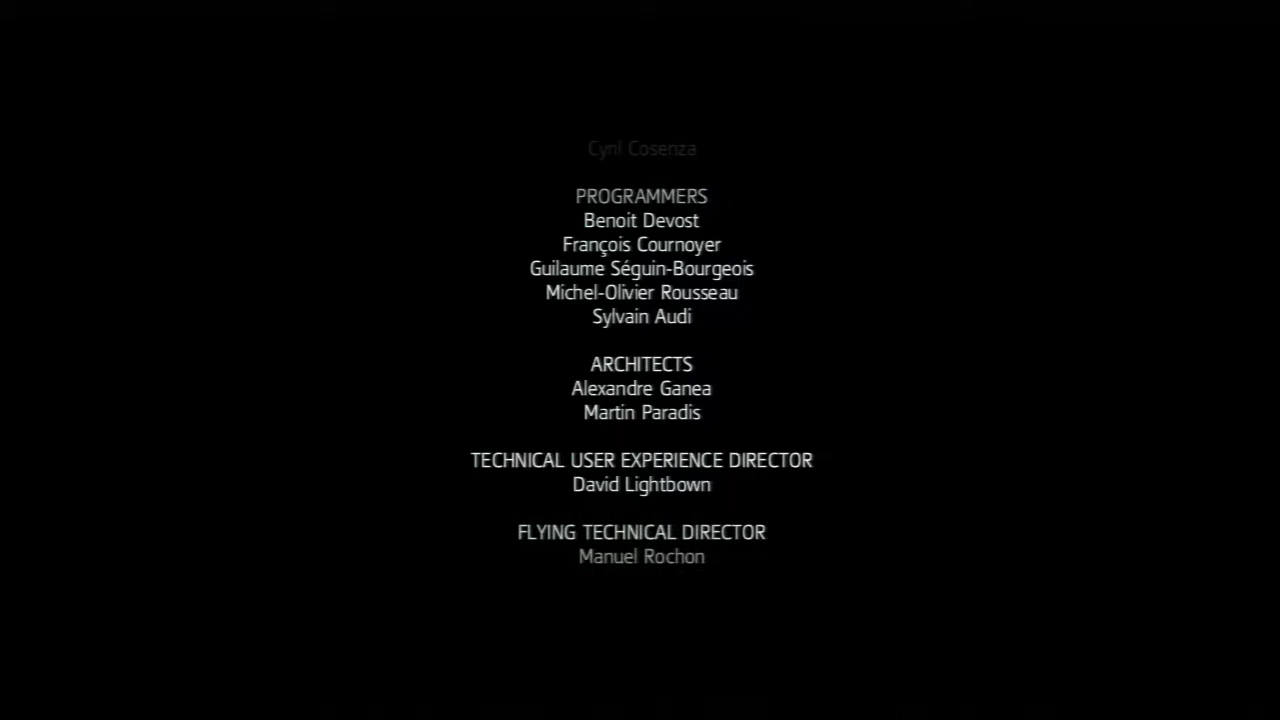 Cyril Cosenza
PROGRAMMERS
Benoit Devost
François Cournoyer
Guilaume Séguin-Bourgeois
Michel-Olivier Rousseau
Sylvain Audi
ARCHITECTS
Alexandre Ganea
Martin Paradis
TECHNICAL USER EXPERIENCE DIRECTOR
David Lightbown
FLYING TECHNICAL DIRECTOR
Manuel Rochon